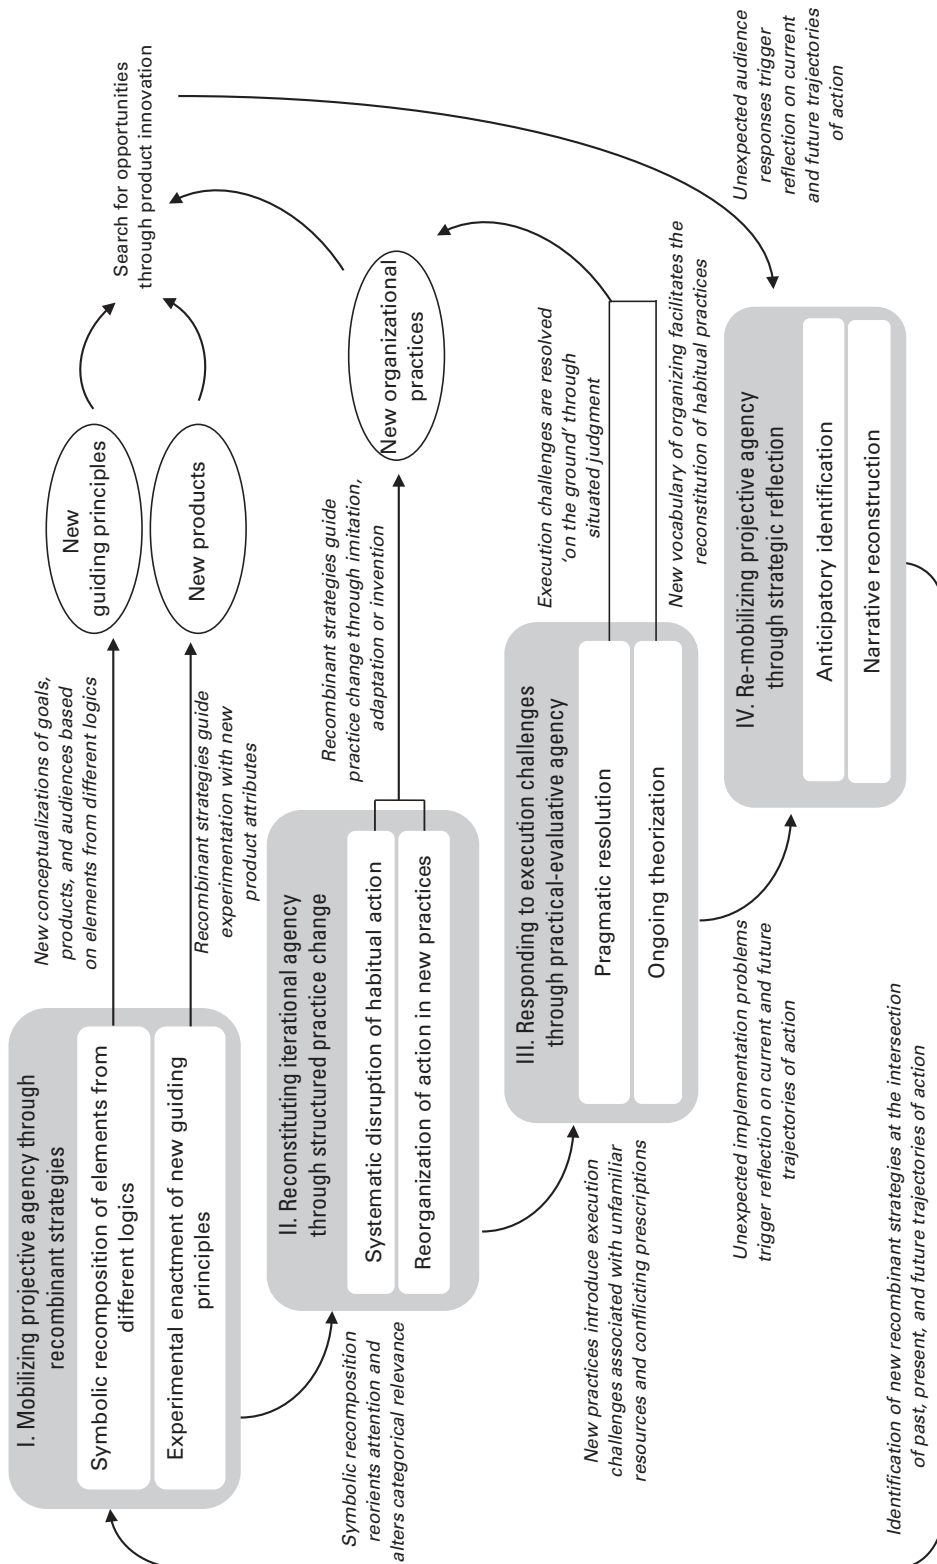 I. Mobilizing projective agency through
recombinant strategies
Symbolic recomposition of elements from
different logics
Experimental enactment of new guiding
principles
New conceptualizations of goals,
products, and audiences based
on elements from different logics
Recombinant strategies guide
experimentation with new
product attributes
New
guiding principles
New products
Search for opportunities
through product innovation
Symbolic recomposition
reorients attention and
alters categorical relevance
II. Reconstituting iterational agency
through structured practice change
Systematic disruption of habitual action
Reorganization of action in new practices
Recombinant strategies guide
practice change through imitation,
adaptation or invention
New organizational
practices
New practices introduce execution
challenges associated with unfamiliar
resources and conflicting prescriptions
III. Responding to execution challenges
through practical-evaluative agency
Pragmatic resolution
Ongoing theorization
Execution challenges are resolved
'on the ground' through
situated judgment
New vocabulary of organizing facilitates the
reconstitution of habitual practices
Unexpected implementation problems
trigger reflection on current and future
trajectories of action
IV. Re-mobilizing projective agency
through strategic reflection
Anticipatory identification
Narrative reconstruction
Unexpected audience
responses trigger
reflection on current
and future trajectories
of action
Identification of new recombinant strategies at the intersection
of past, present, and future trajectories of action